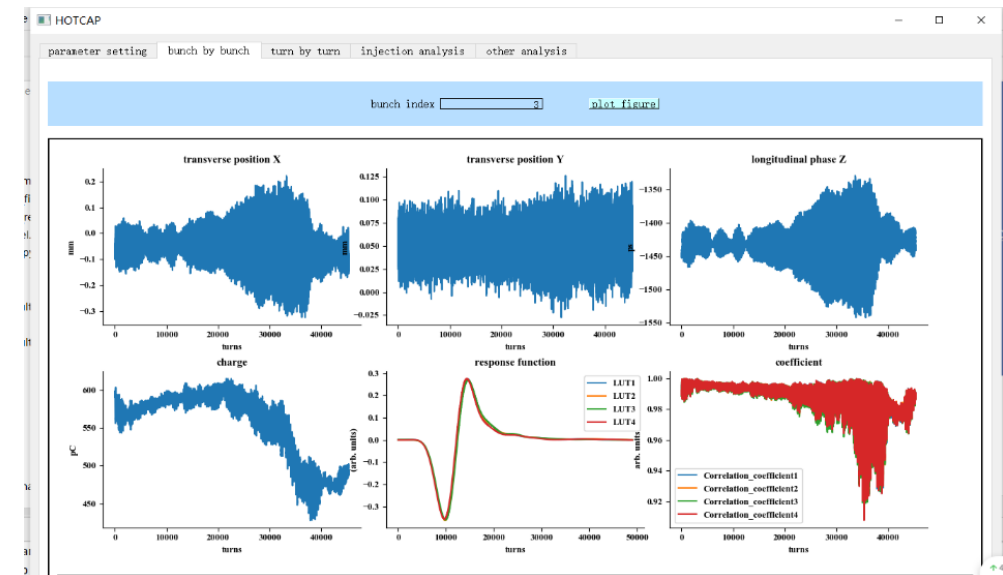 HOTCAP
parameter setting bunch by bunch turn by turn injection analysis other analysis
bunch index 3 plot figure
transverse position X
0.2
0.1
0.0
−0.1
−0.2
−0.3
mm
0 10000 20000 30000 40000
turns
transverse position Y
0.125
0.100
0.075
0.050
0.025
0.000
−0.025
mm
0 10000 20000 30000 40000
turns
longitudinal phase Z
−1350
−1400
−1450
−1500
−1550
ps
0 10000 20000 30000 40000
turns
charge
600
550
500
450
pC
0 10000 20000 30000 40000
turns
response function
0.3
0.2
0.1
0.0
−0.1
−0.2
−0.3
(arb. units)
LUT1
LUT2
LUT3
LUT4
0 10000 20000 30000 40000 50000
turns
coefficient
1.00
0.98
0.96
0.94
0.92
arb. units)
Correlation_coefficient1
Correlation_coefficient2
Correlation_coefficient3
Correlation_coefficient4
0 10000 20000 30000 40000
turns